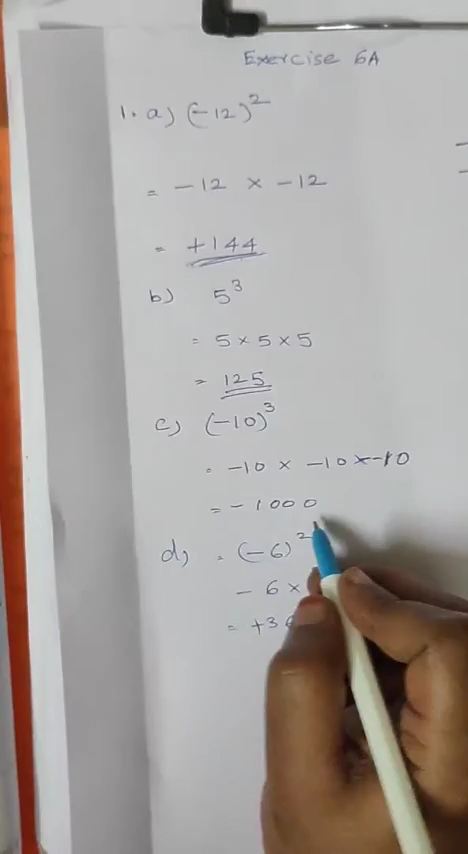 Exercise 6A
1. a) (-12)²
= -12 × -12
= +144
b) 5³
= 5 × 5 × 5
= 125
c) (-10)³
= -10 × -10 × -10
= -1000
d) = (-6)²
- 6 ×
= +36